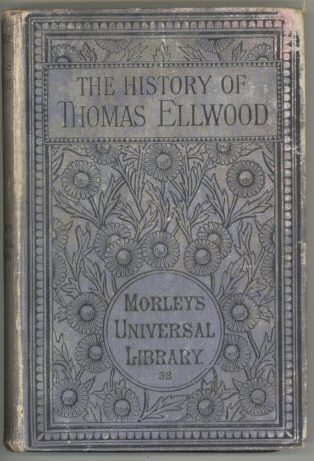 THE HISTORY OF
THOMAS ELLWOOD
MORLEY'S
UNIVERSAL
LIBRARY.
32